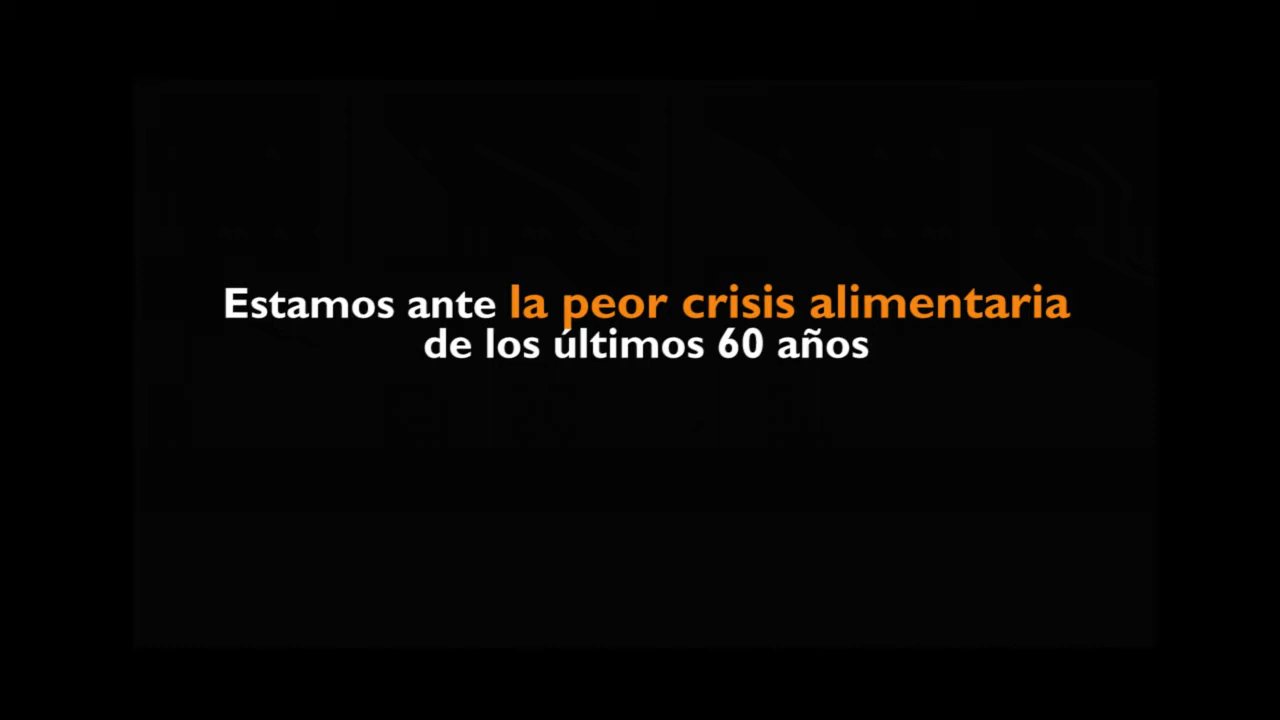 Estamos ante la peor crisis alimentaria
de los últimos 60 años